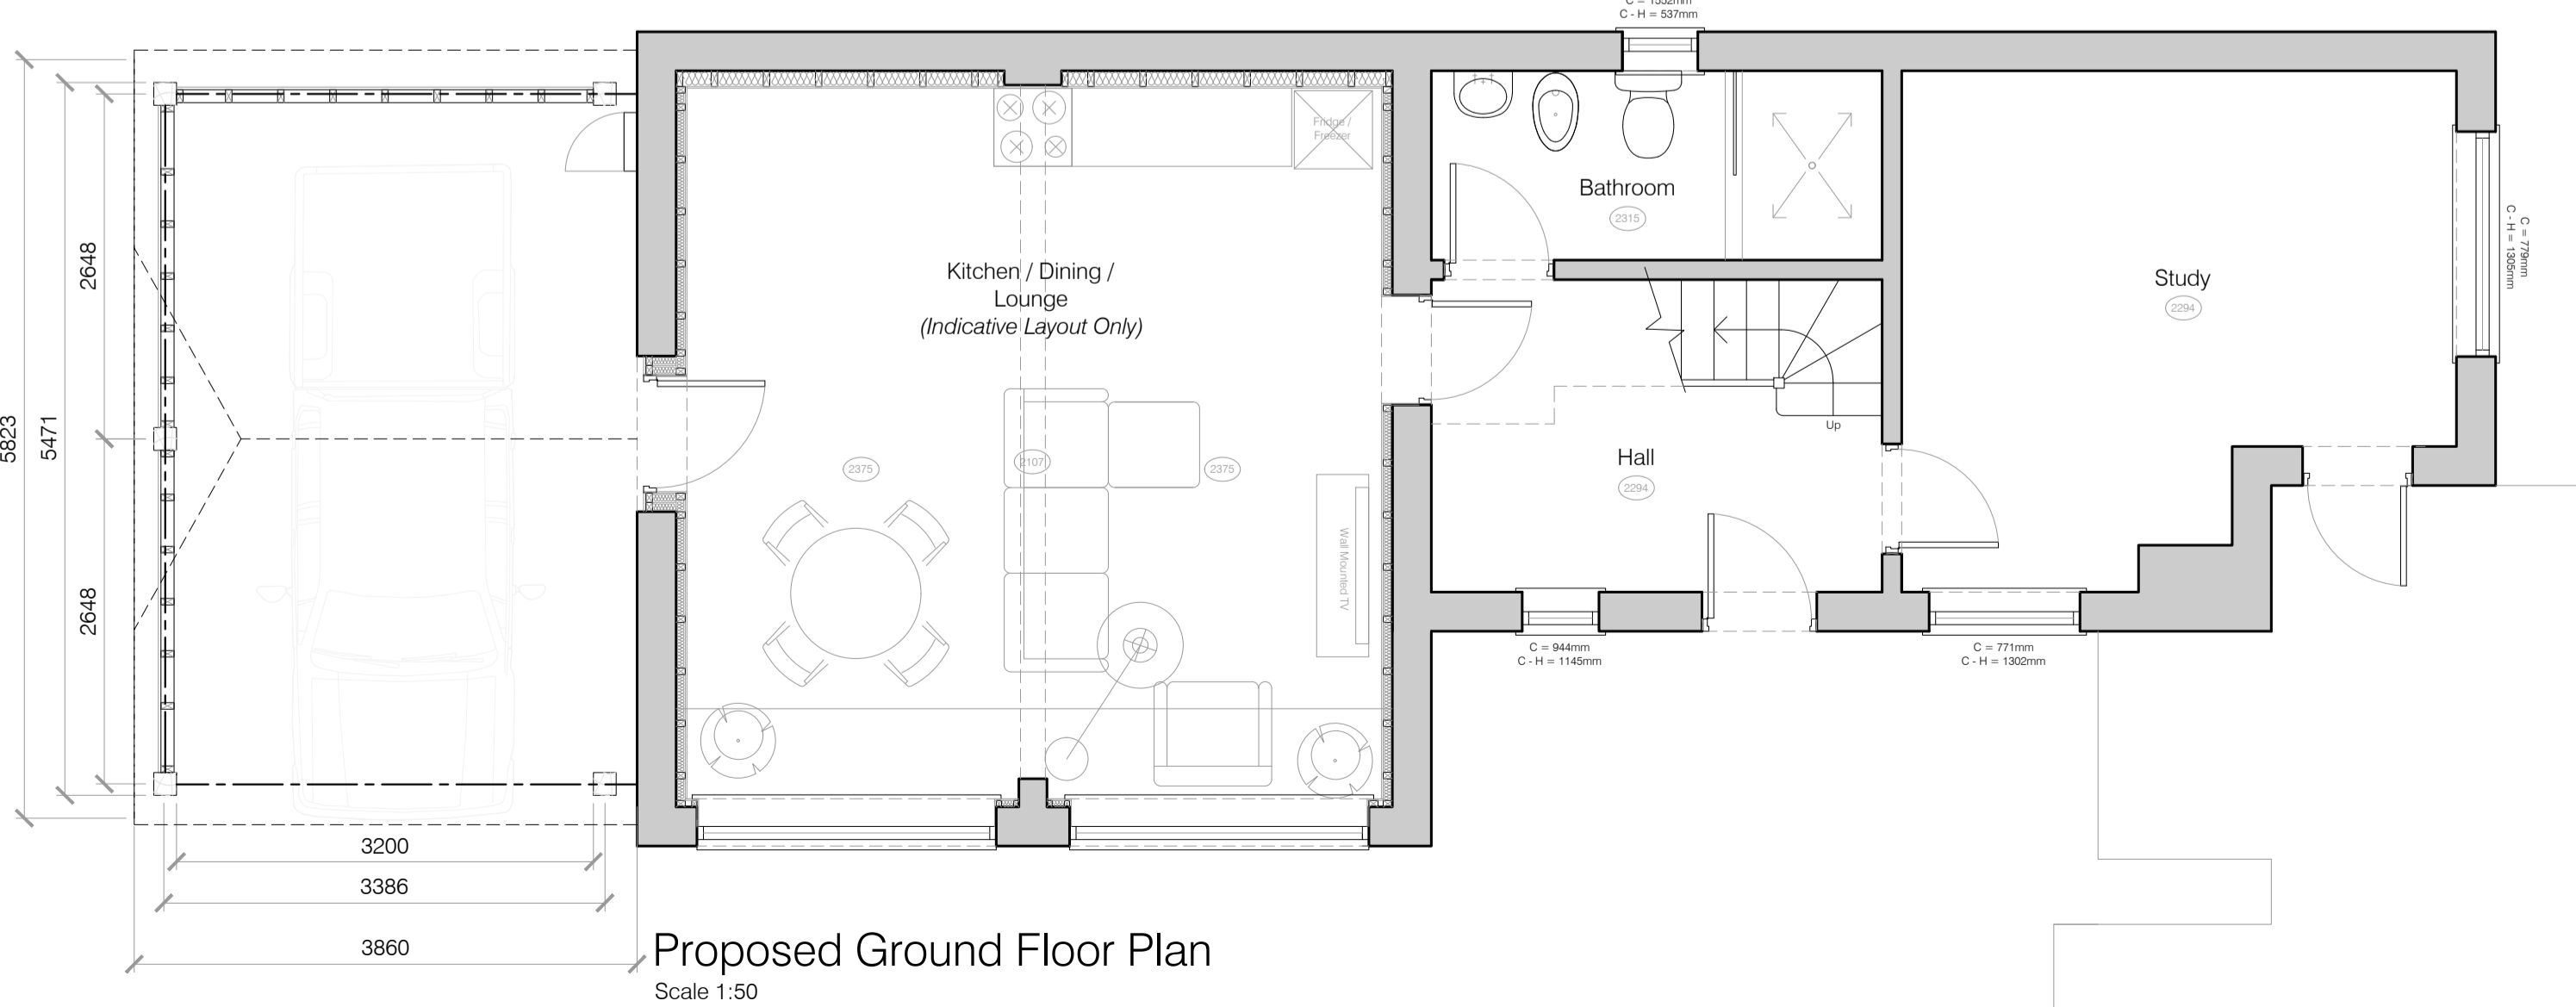 C = 1552mm
C - H = 537mm
Fridge /
Freezer
Bathroom
2315
C = 779mm
C - H = 1305mm
Kitchen / Dining /
Lounge
(Indicative Layout Only)
Study
2294
2648
5823
5471
2375
2107
2375
Up
Hall
2294
Wall Mounted TV
2648
C = 944mm
C - H = 1145mm
C = 771mm
C - H = 1302mm
3200
3386
3860
Proposed Ground Floor Plan
Scale 1:50